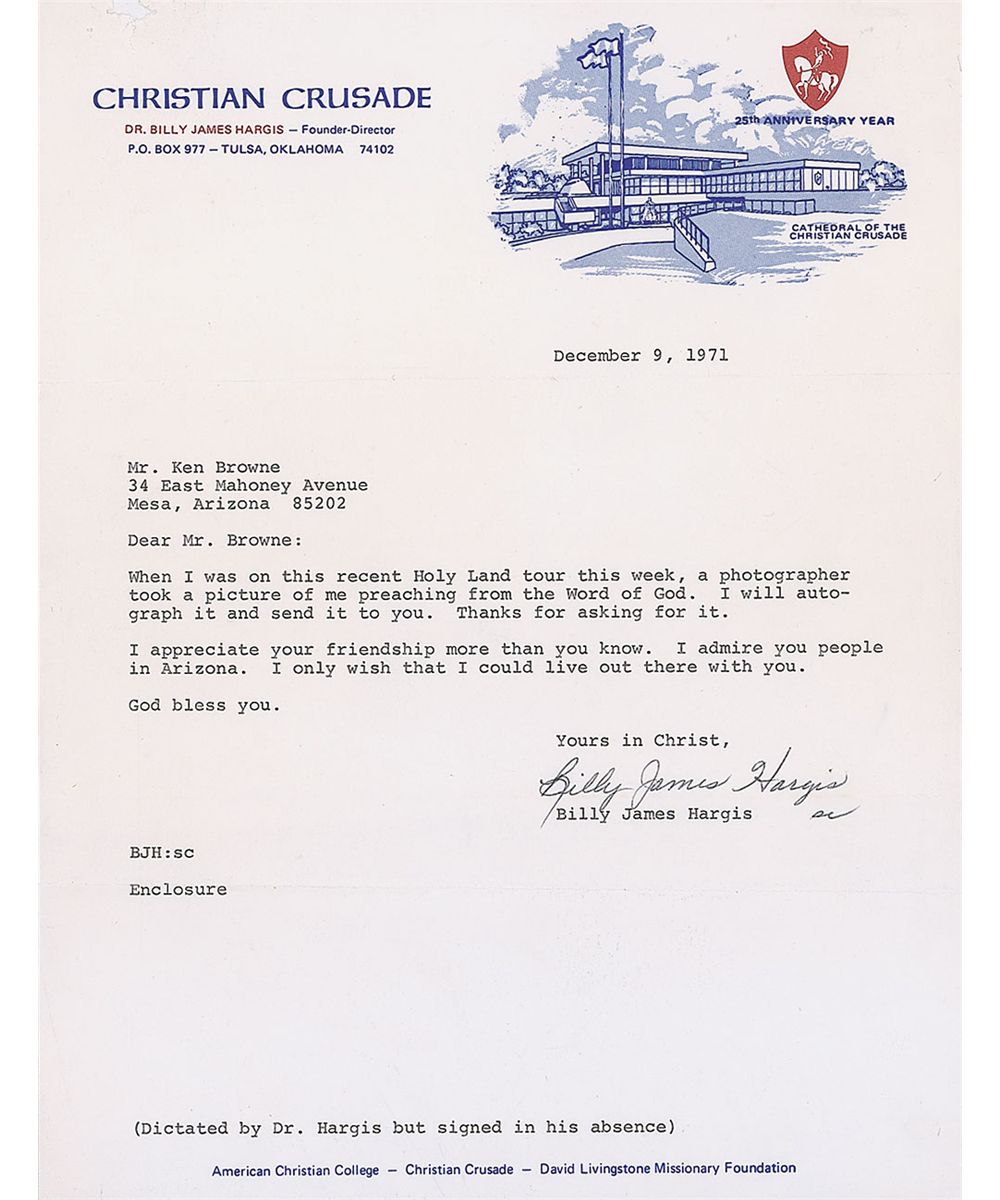 CHRISTIAN CRUSADE
DR. BILLY JAMES HARGIS — Founder-Director
P.O. BOX 977 — TULSA, OKLAHOMA 74102
25th ANNIVERSARY YEAR
CATHEDRAL OF THE
CHRISTIAN CRUSADE
December 9, 1971
Mr. Ken Browne
34 East Mahoney Avenue
Mesa, Arizona  85202
Dear Mr. Browne:
When I was on this recent Holy Land tour this week, a photographer
took a picture of me preaching from the Word of God.  I will auto-
graph it and send it to you.  Thanks for asking for it.
I appreciate your friendship more than you know.  I admire you people
in Arizona.  I only wish that I could live out there with you.
God bless you.
Yours in Christ,
Billy James Hargis
Billy James Hargis
sc
BJH:sc
Enclosure
(Dictated by Dr. Hargis but signed in his absence)
American Christian College — Christian Crusade — David Livingstone Missionary Foundation